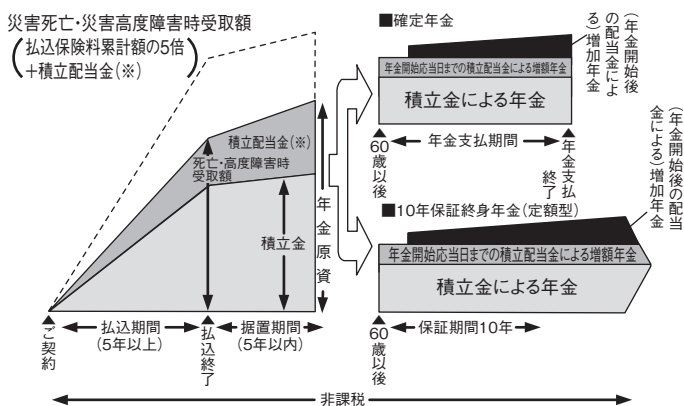 災害死亡・災害高度障害時受取額
（払込保険料累計額の5倍
＋積立配当金(※)）
積立配当金(※)
死亡・高度障害時
受取額
積立金
年金原資
ご契約
払込期間
(5年以上)
払込終了
据置期間
(5年以内)
■確定年金
（年金開始後
の配当金によ
る）増加年金
年金開始応当日までの積立配当金による増額年金
積立金による年金
60歳以後
年金支払期間
年金支払
終了
■10年保証終身年金(定額型)
（年金開始後の配当
金による）増加年金
年金開始応当日までの積立配当金による増額年金
積立金による年金
60歳以後
保証期間10年
非課税